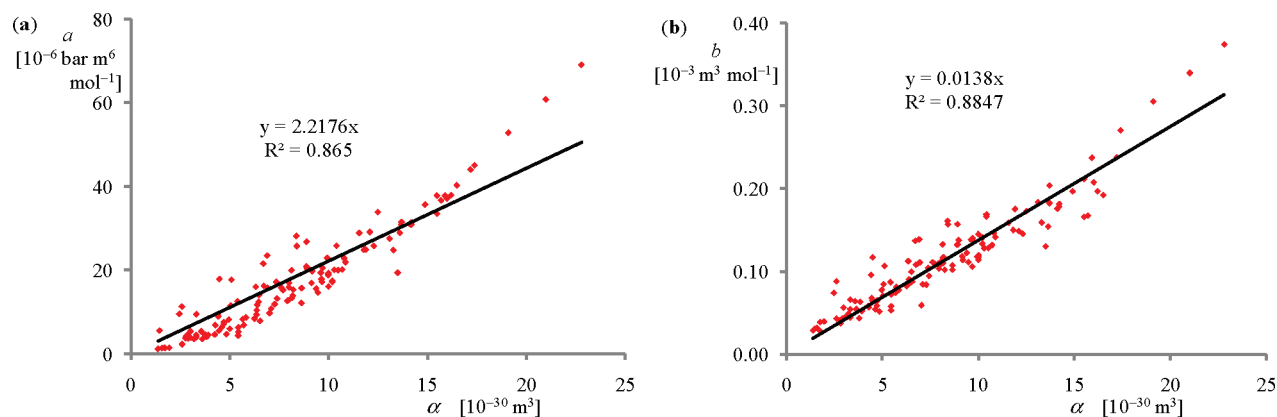 (a)
a
[10⁻⁶ bar m⁶
mol⁻¹]
80
60
40
20
0
y = 2.2176x
R² = 0.865
0 5 10 15 20 25
α [10⁻³⁰ m³]
(b)
b
[10⁻³ m³ mol⁻¹]
0.40
0.30
0.20
0.10
0.00
y = 0.0138x
R² = 0.8847
0 5 10 15 20 25
α [10⁻³⁰ m³]